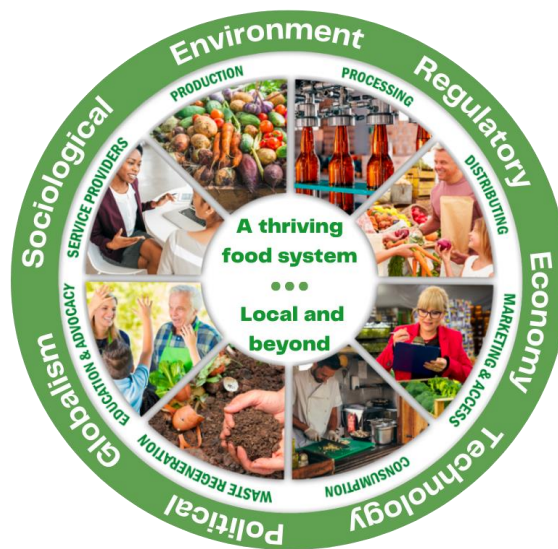 Environment
Regulatory
Economy
Technology
Political
Globalism
Sociological
PRODUCTION
PROCESSING
DISTRIBUTING
MARKETING & ACCESS
CONSUMPTION
WASTE REGENERATION
EDUCATION & ADVOCACY
SERVICE PROVIDERS
A thriving
food system
•••
Local and
beyond